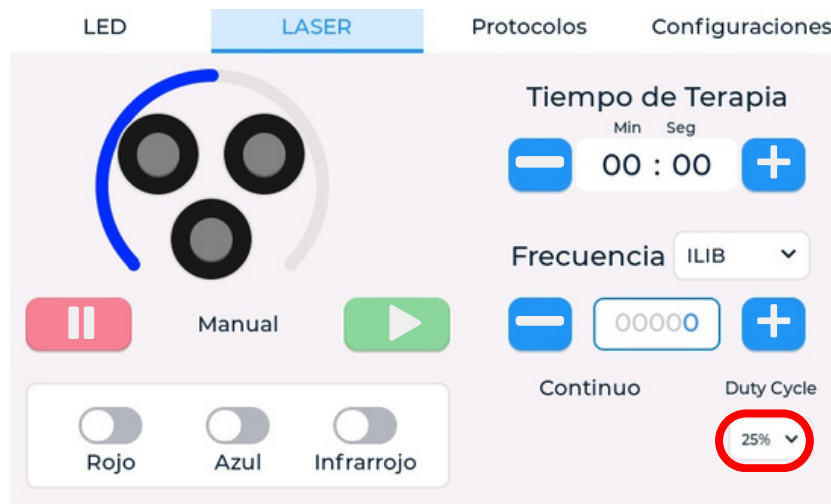 LED LASER Protocolos Configuraciones
Tiempo de Terapia
Min Seg
00 : 00
Frecuencia ILIB
Manual
00000
Continuo Duty Cycle
25%
Rojo Azul Infrarrojo